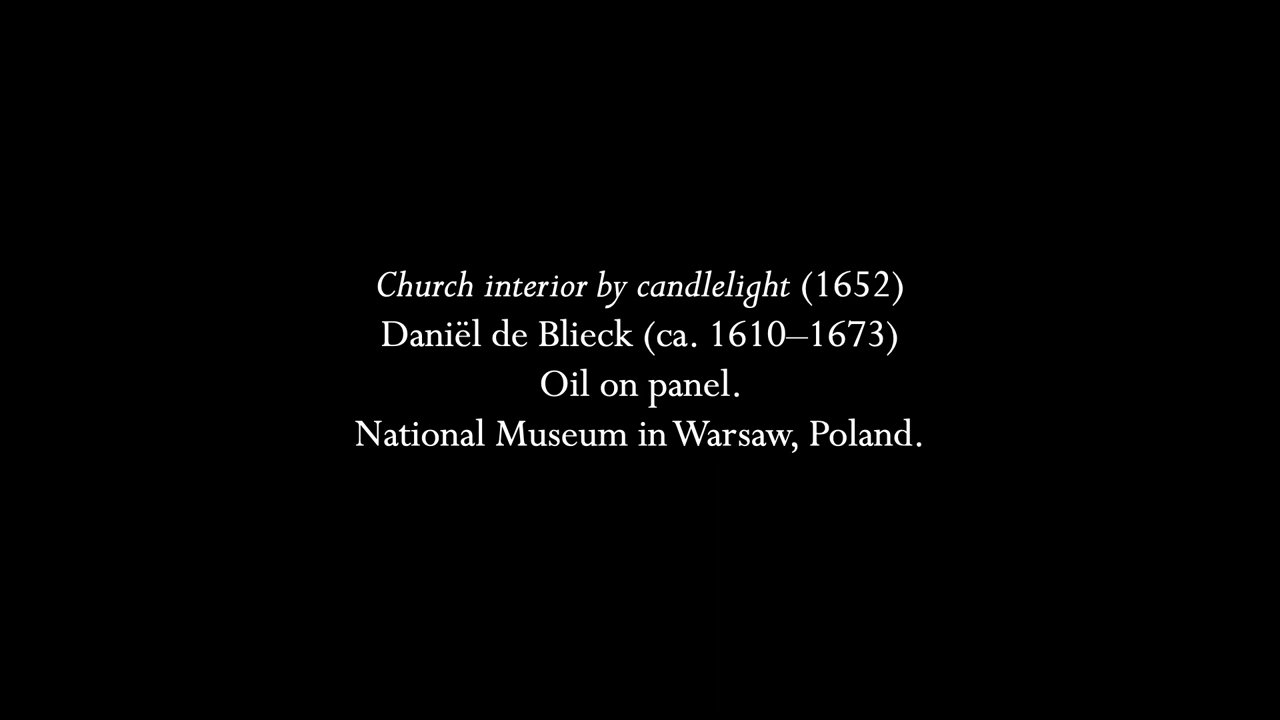 Church interior by candlelight (1652)
Daniël de Blieck (ca. 1610–1673)
Oil on panel.
National Museum in Warsaw, Poland.